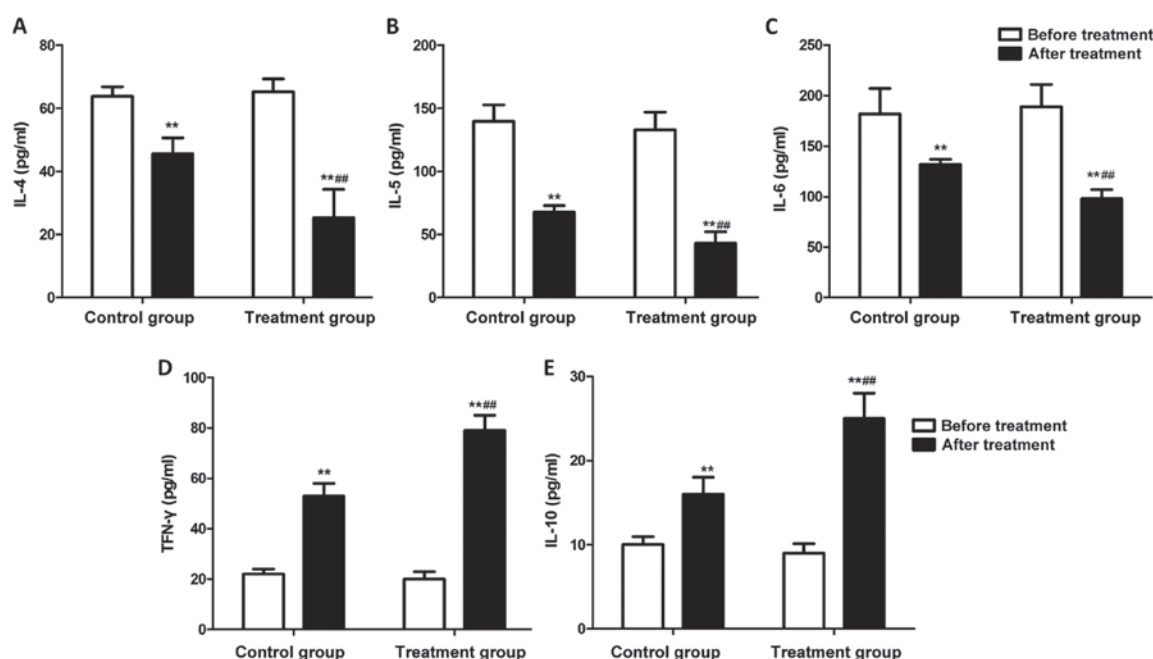 A
IL-4 (pg/ml)
80
60
40
20
0
**
**##
Control group
Treatment group
B
IL-5 (pg/ml)
200
150
100
50
0
**
**##
Control group
Treatment group
C
IL-6 (pg/ml)
250
200
150
100
50
0
**
**##
Control group
Treatment group
Before treatment
After treatment
D
TFN-γ (pg/ml)
100
80
60
40
20
0
**
**##
Control group
Treatment group
E
IL-10 (pg/ml)
30
20
10
0
**
**##
Control group
Treatment group
Before treatment
After treatment